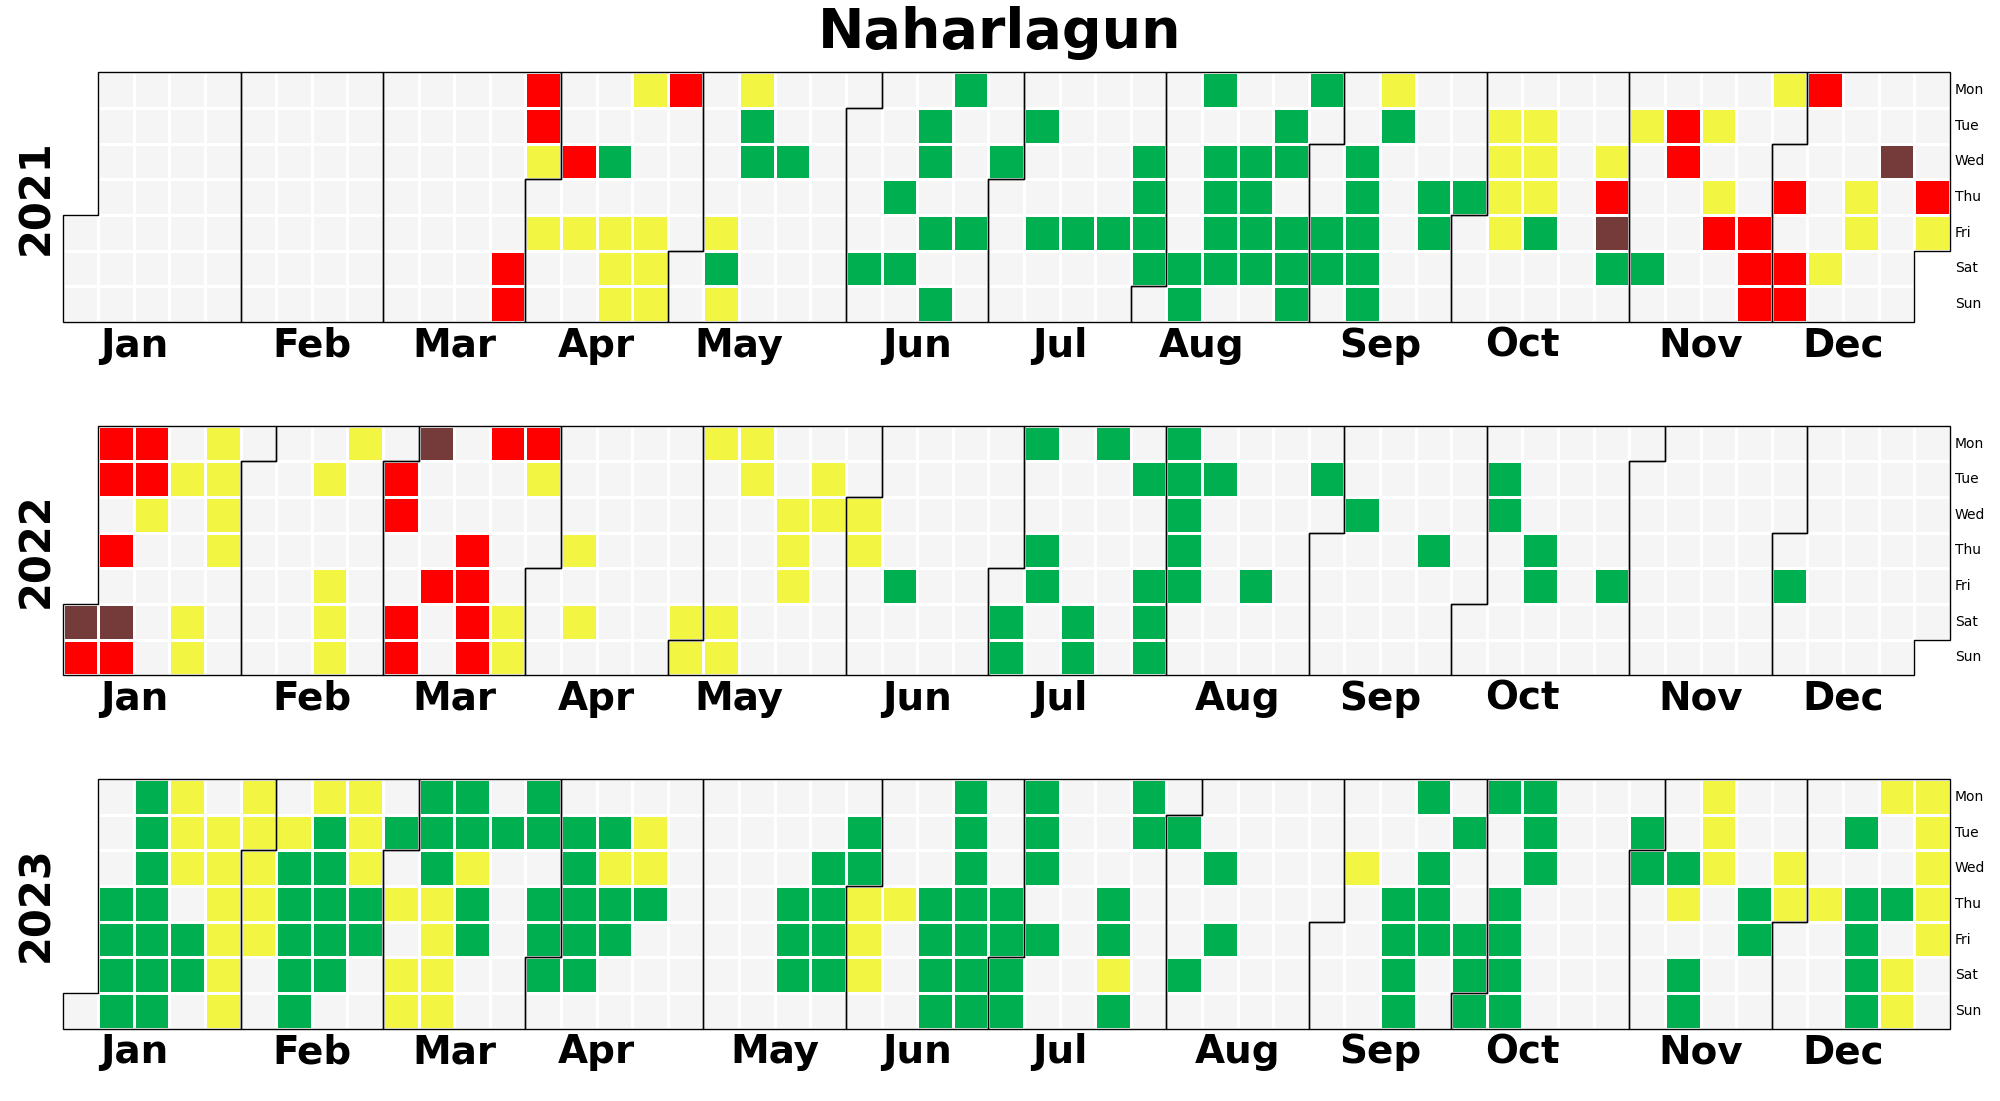 Naharlagun
2021
Mon
Tue
Wed
Thu
Fri
Sat
Sun
Jan Feb Mar Apr May Jun Jul Aug Sep Oct Nov Dec
2022
Mon
Tue
Wed
Thu
Fri
Sat
Sun
Jan Feb Mar Apr May Jun Jul Aug Sep Oct Nov Dec
2023
Mon
Tue
Wed
Thu
Fri
Sat
Sun
Jan Feb Mar Apr May Jun Jul Aug Sep Oct Nov Dec